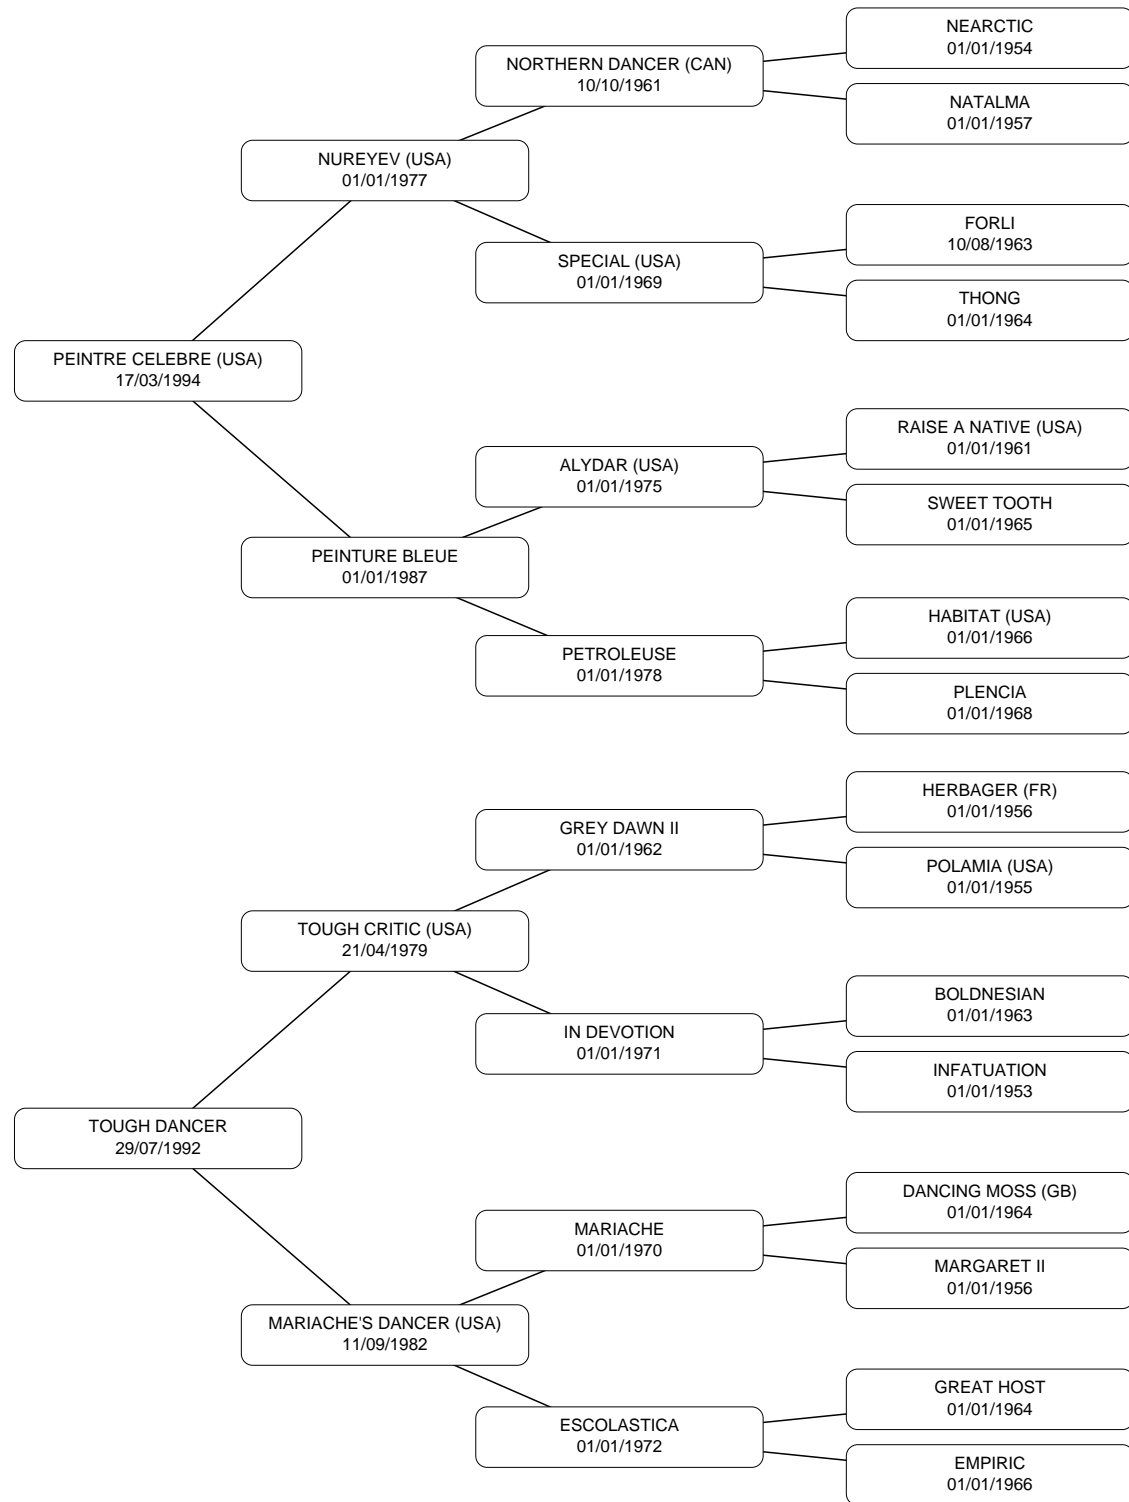 NEARCTIC
01/01/1954
NORTHERN DANCER (CAN)
10/10/1961
NATALMA
01/01/1957
NUREYEV (USA)
01/01/1977
FORLI
10/08/1963
SPECIAL (USA)
01/01/1969
THONG
01/01/1964
PEINTRE CELEBRE (USA)
17/03/1994
RAISE A NATIVE (USA)
01/01/1961
ALYDAR (USA)
01/01/1975
SWEET TOOTH
01/01/1965
PEINTURE BLEUE
01/01/1987
HABITAT (USA)
01/01/1966
PETROLEUSE
01/01/1978
PLENCIA
01/01/1968
HERBAGER (FR)
01/01/1956
GREY DAWN II
01/01/1962
POLAMIA (USA)
01/01/1955
TOUGH CRITIC (USA)
21/04/1979
BOLDNESIAN
01/01/1963
IN DEVOTION
01/01/1971
INFATUATION
01/01/1953
TOUGH DANCER
29/07/1992
DANCING MOSS (GB)
01/01/1964
MARIACHE
01/01/1970
MARGARET II
01/01/1956
MARIACHE'S DANCER (USA)
11/09/1982
GREAT HOST
01/01/1964
ESCOLASTICA
01/01/1972
EMPIRIC
01/01/1966